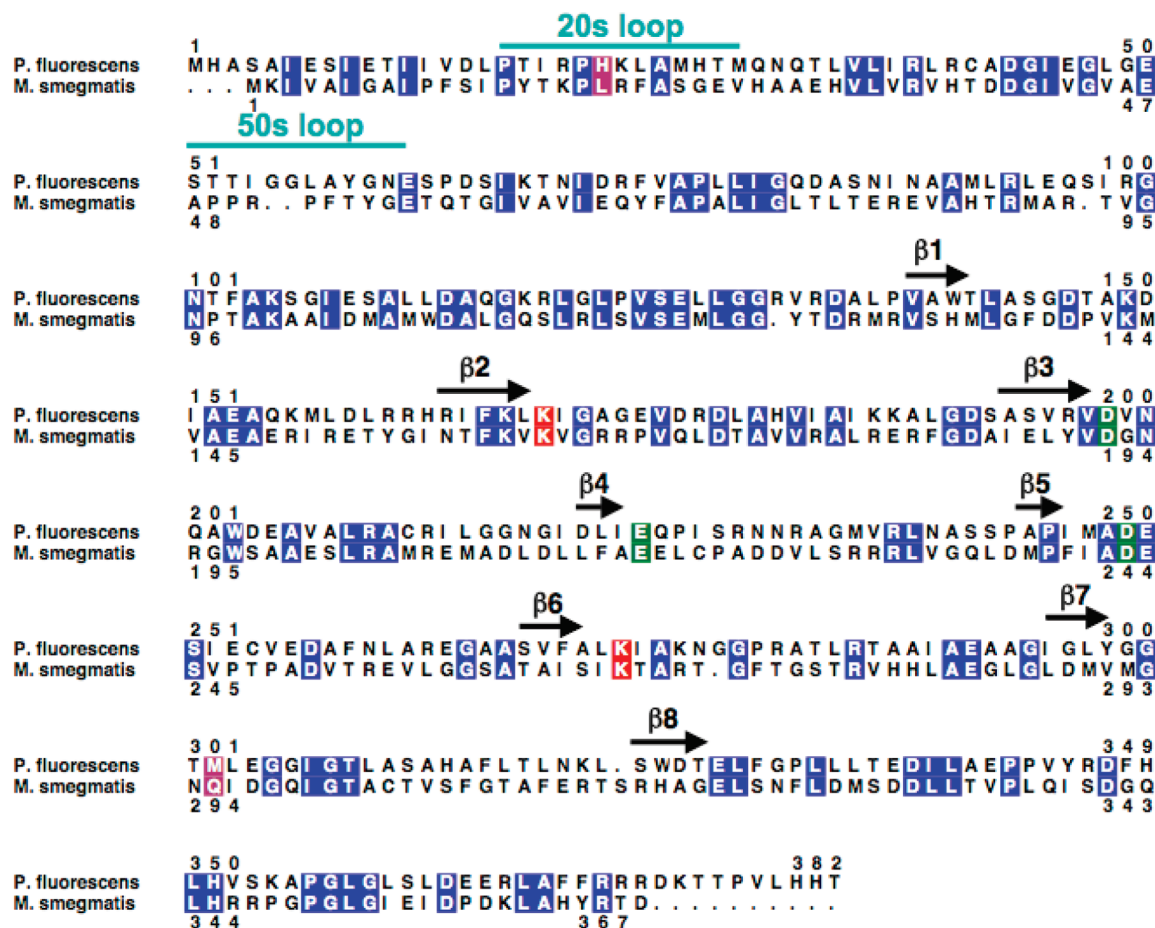 20s loop
1 50
P. fluorescens MHASAIESIETIIVDLPTIRPHKLAMHTMQNQTLVLIRLRCADGIEGLGE
M. smegmatis ...MKIVAIGAIPFSIPYTKPLRFASGEVHAAEHVLVRVHTDDGIVGVAE
1 47
50s loop
51 100
P. fluorescens STTIGGLAYGNESPDSIKTNIDRFVAPLLIGQDASNINAAMLRLEQSIRG
M. smegmatis APPR..PFTYGETQTGIVAVIEQYFAPALIGLTLTEREVAHTRMAR.TVG
48 95
β1
101 150
P. fluorescens NTFAKSGIESALLDAQGKRLGLPVSELLGGRVRDALPVAWTLASGDTAKD
M. smegmatis NPTAKAAIDMAMWDALGQSLRLSVSEMLGG.YTDRMRVSHMLGFDDPVKM
96 144
β2 β3
151 200
P. fluorescens IAEAQKMLDLRRHRIFKLKIGAGEVDRDLAHVIAIKKALGDSASVRVDVN
M. smegmatis VAEAERIRETYGINTFKVKVGRRPVQLDTAVVRALRERFGDAIELYVDGN
145 194
β4 β5
201 250
P. fluorescens QAWDEAVALRACRILGGNGIDLIEQPISRNNRAGMVRLNASSPAPIMADE
M. smegmatis RGWSAAESLRAMREMADLDLLFAEELCPADDVLSRRRLVGQLDMPFIADE
195 244
β6 β7
251 300
P. fluorescens SIECVEDAFNLAREGAASVFALKIAKNGGPRATLRTAAIAEAAGIGLYGG
M. smegmatis SVPTPADVTREVLGGSATAISIKTART.GFTGSTRVHHLAEGLGLDMVMG
245 293
β8
301 349
P. fluorescens TMLEGGIGTLASAHAFLTLNKL.SWDTELFGPLLLTEDILAEPPVYRDFH
M. smegmatis NQIDGQIGTACTVSFGTAFERTSRHAGELSNFLDMSDDLLTVPLQISDGQ
294 343
350 382
P. fluorescens LHVSKAPGLGLSLDEERLAFFRRRDKTTPVLHHT
M. smegmatis LHRRPGPGLGIEIDPDKLAHYRTD..........
344 367